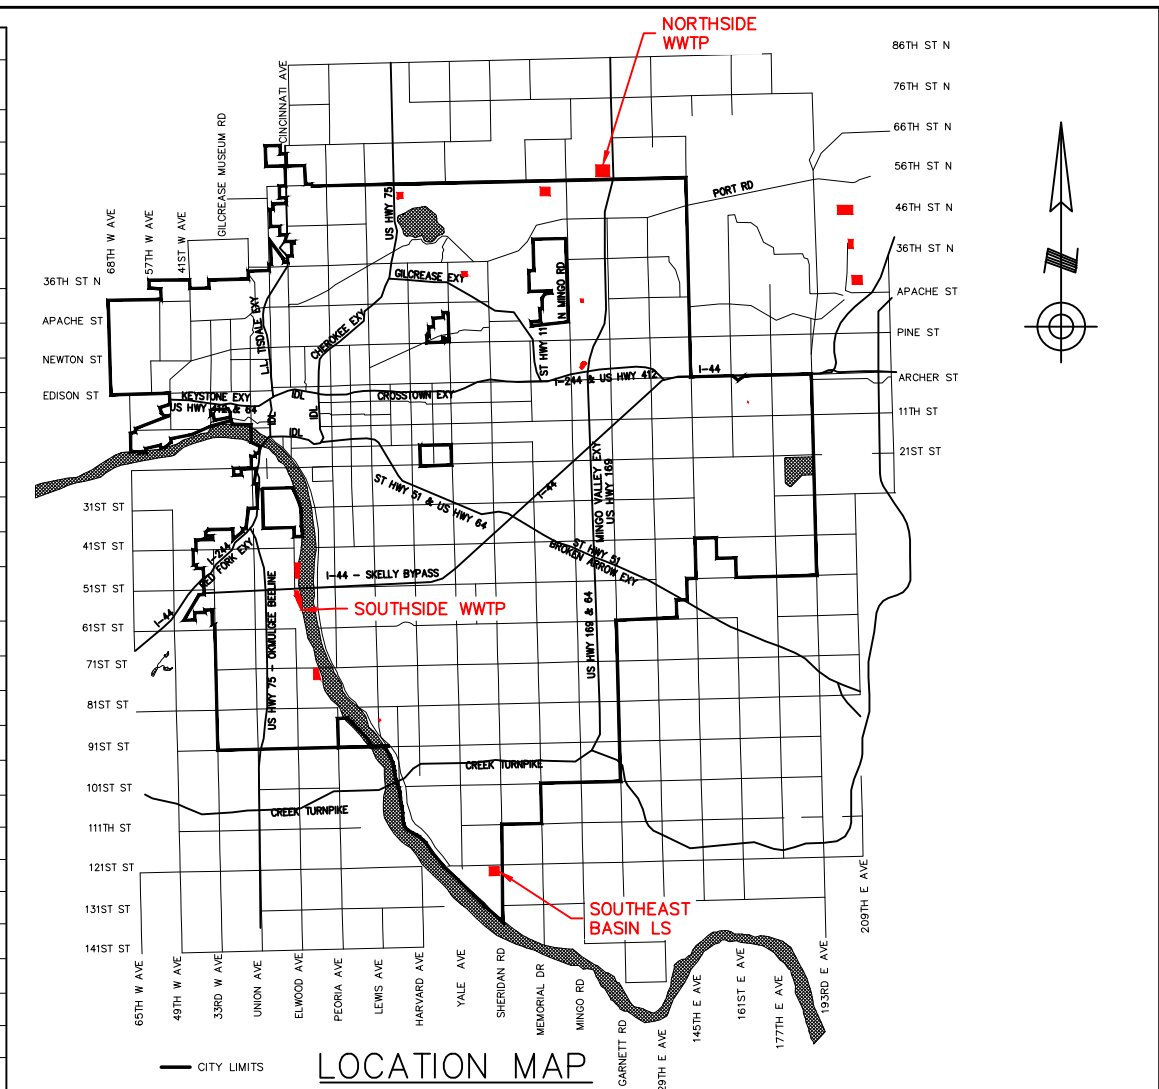 NORTHSIDE
WWTP
86TH ST N
76TH ST N
66TH ST N
56TH ST N
46TH ST N
36TH ST N
APACHE ST
PINE ST
ARCHER ST
11TH ST
21ST ST
CINCINNATI AVE
GILCREASE MUSEUM RD
68TH W AVE
57TH W AVE
41ST W AVE
36TH ST N
APACHE ST
NEWTON ST
EDISON ST
US HWY 75
PORT RD
GILCREASE EXY
N MINGO RD
L.L. TISDALE EXY
CHEROKEE EXY
ST HWY 11
I-244 & US HWY 412
I-44
KEYSTONE EXY
US HWY 412 & 64
IDL
IDL
IDL
IDL
CROSSTOWN EXY
ST HWY 51 & US HWY 64
I-44
MINGO VALLEY EXY
US HWY 169
ST HWY 51
BROKEN ARROW EXY
31ST ST
41ST ST
51ST ST
61ST ST
71ST ST
81ST ST
91ST ST
101ST ST
111TH ST
121ST ST
131ST ST
141ST ST
I-244
RED FORK EXY
I-44
I-44 - SKELLY BYPASS
SOUTHSIDE WWTP
US HWY 75 - OKMULGEE BEELINE
US HWY 169 & 64
CREEK TURNPIKE
CREEK TURNPIKE
SOUTHEAST
BASIN LS
65TH W AVE
49TH W AVE
33RD W AVE
UNION AVE
ELWOOD AVE
PEORIA AVE
LEWIS AVE
HARVARD AVE
YALE AVE
SHERIDAN RD
MEMORIAL DR
MINGO RD
GARNETT RD
29TH E AVE
145TH E AVE
161ST E AVE
177TH E AVE
193RD E AVE
209TH E AVE
CITY LIMITS
LOCATION MAP